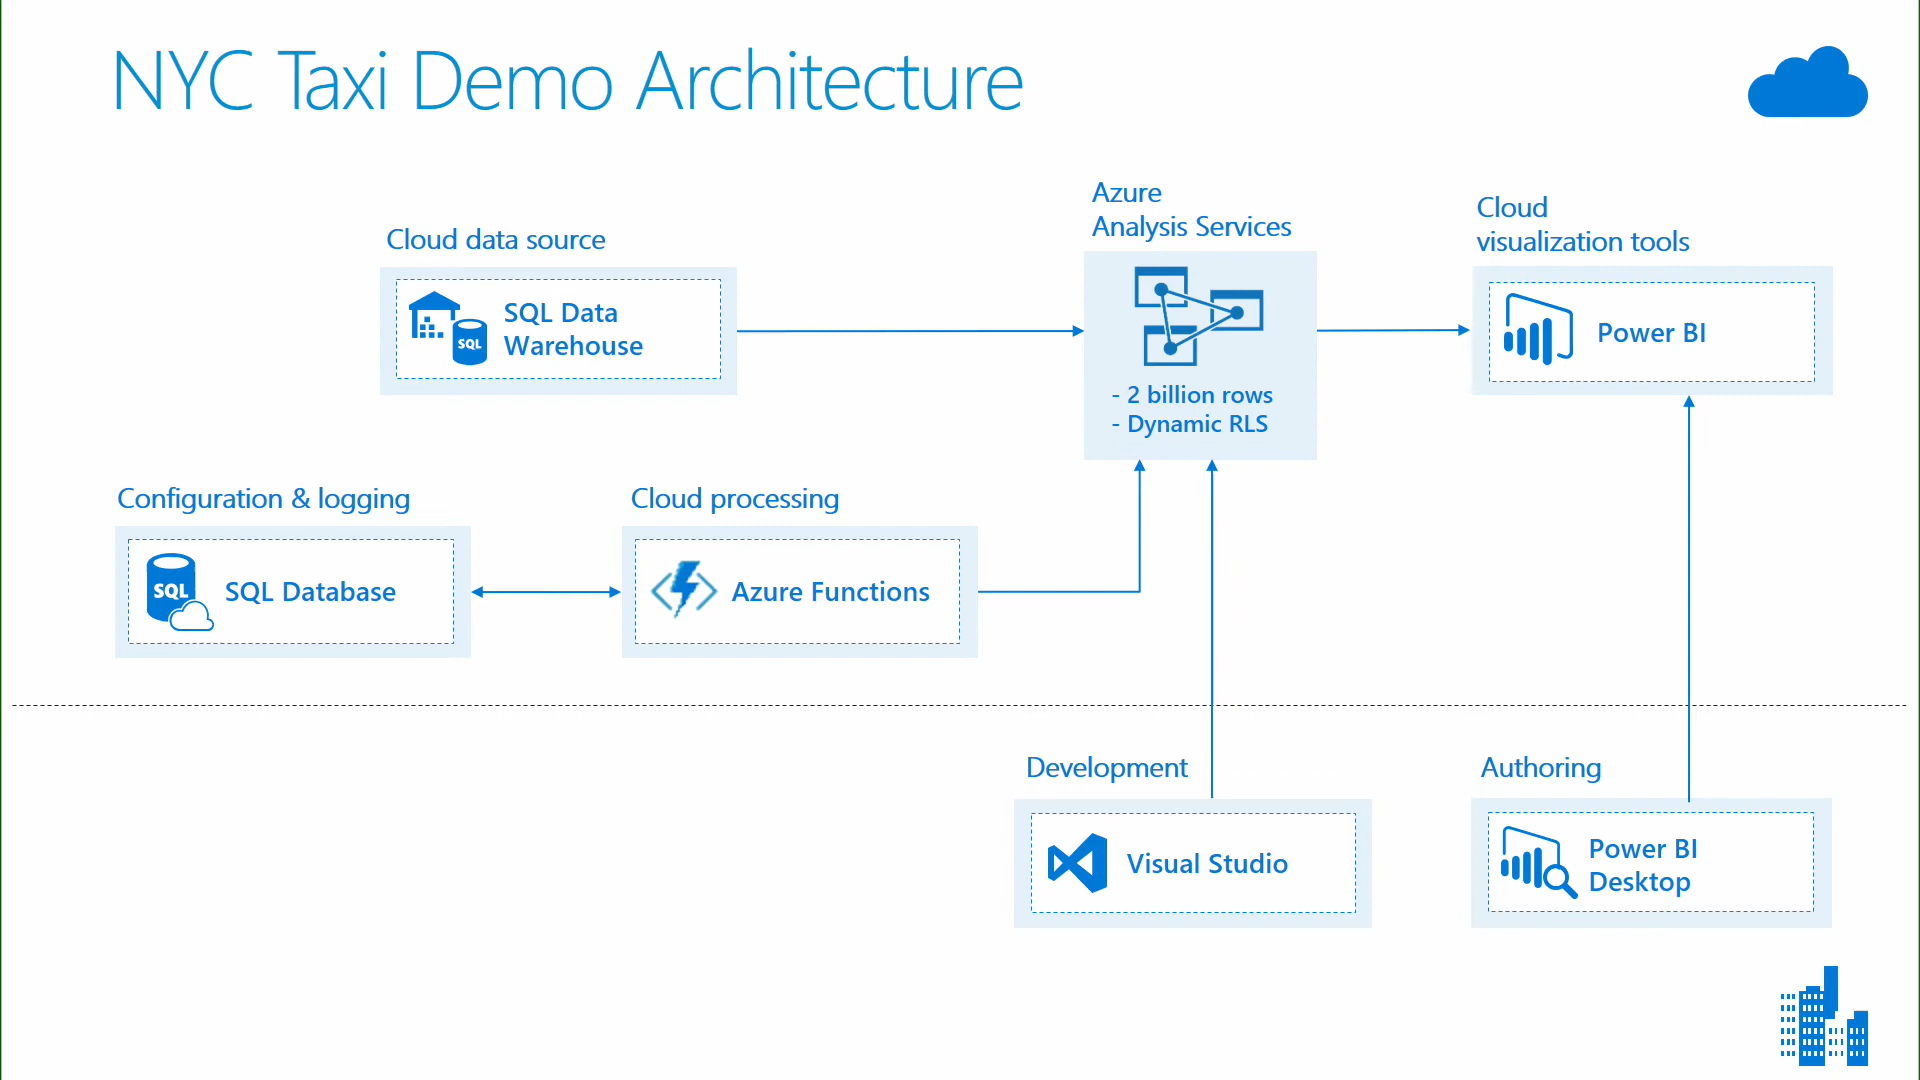 NYC Taxi Demo Architecture
Cloud data source
SQL
SQL Data
Warehouse
Azure
Analysis Services
- 2 billion rows
- Dynamic RLS
Cloud
visualization tools
Power BI
Configuration & logging
SQL
SQL Database
Cloud processing
Azure Functions
Development
Visual Studio
Authoring
Power BI
Desktop